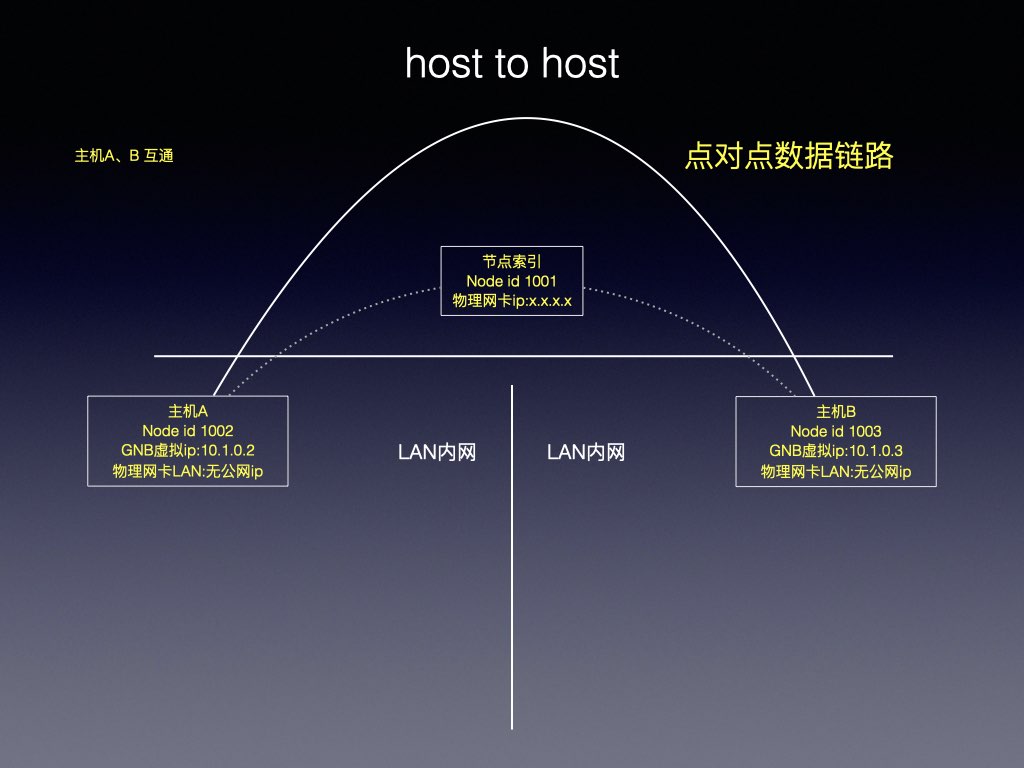 host to host
主机A、B 互通
点对点数据链路
节点索引
Node id 1001
物理网卡ip:x.x.x.x
主机A
Node id 1002
GNB虚拟ip:10.1.0.2
物理网卡LAN:无公网ip
LAN内网
LAN内网
主机B
Node id 1003
GNB虚拟ip:10.1.0.3
物理网卡LAN:无公网ip